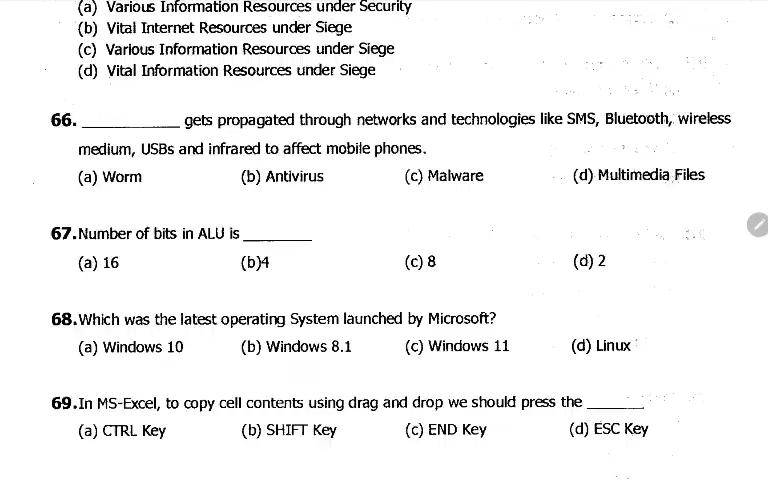 (a) Various Information Resources under Security
(b) Vital Internet Resources under Siege
(c) Various Information Resources under Siege
(d) Vital Information Resources under Siege
66. ____________ gets propagated through networks and technologies like SMS, Bluetooth, wireless
medium, USBs and infrared to affect mobile phones.
(a) Worm (b) Antivirus (c) Malware (d) Multimedia Files
67.Number of bits in ALU is ________
(a) 16 (b)4 (c) 8 (d) 2
68.Which was the latest operating System launched by Microsoft?
(a) Windows 10 (b) Windows 8.1 (c) Windows 11 (d) Linux
69.In MS-Excel, to copy cell contents using drag and drop we should press the ______
(a) CTRL Key (b) SHIFT Key (c) END Key (d) ESC Key